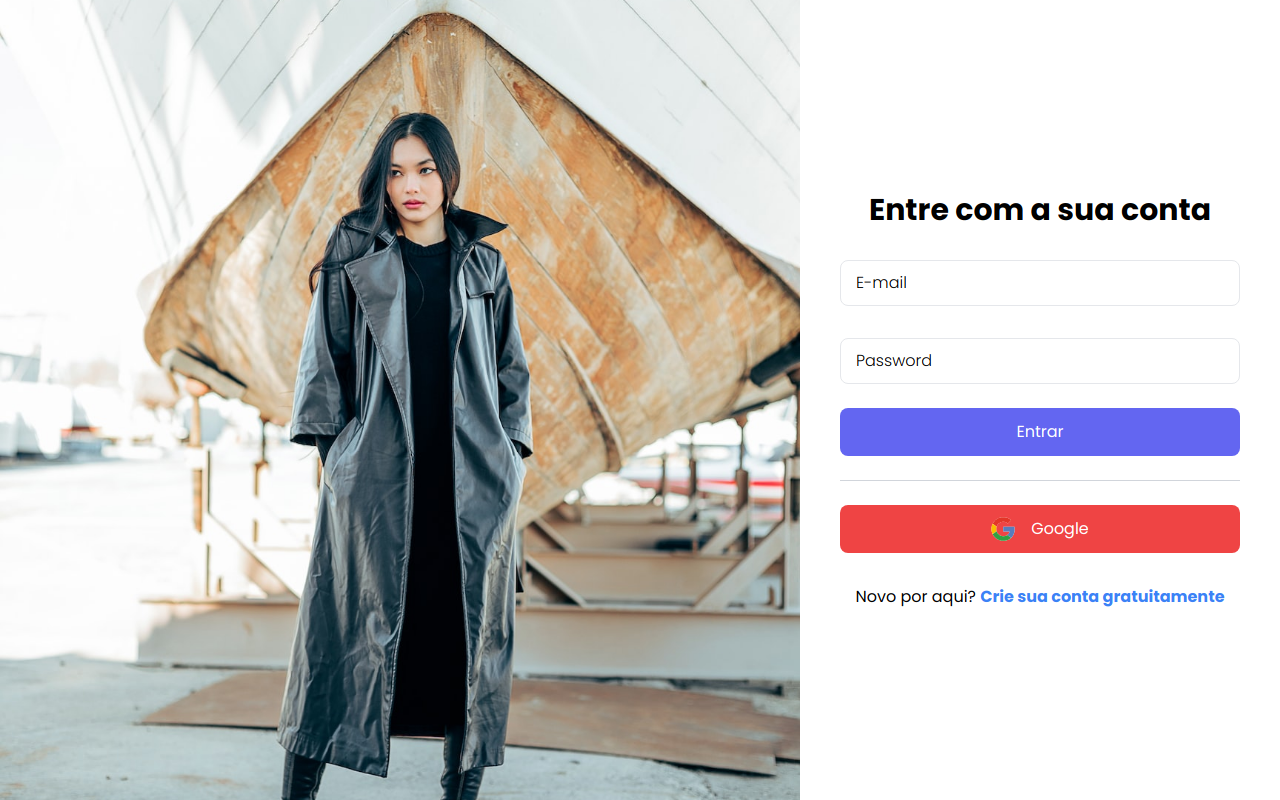 Entre com a sua conta
E-mail
Password
Entrar
Google
Novo por aqui? Crie sua conta gratuitamente